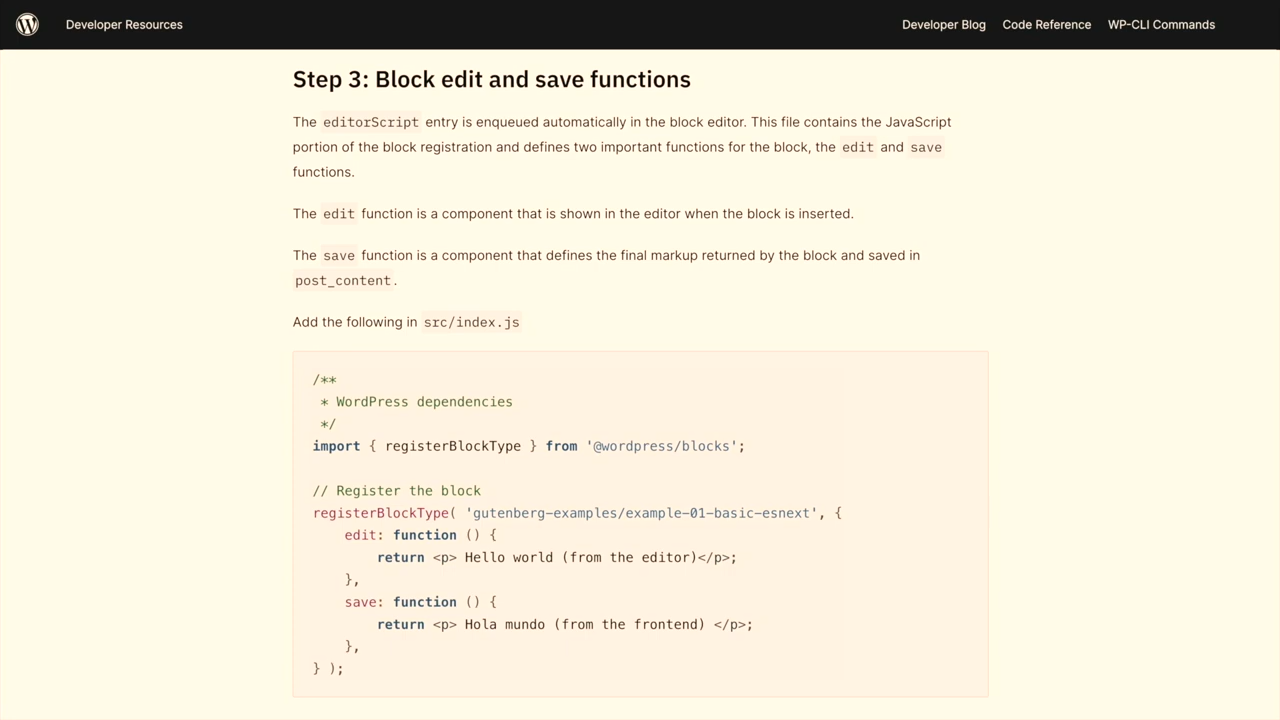 Developer Resources
Developer Blog Code Reference WP-CLI Commands
Step 3: Block edit and save functions
The editorScript entry is enqueued automatically in the block editor. This file contains the JavaScript
portion of the block registration and defines two important functions for the block, the edit and save
functions.
The edit function is a component that is shown in the editor when the block is inserted.
The save function is a component that defines the final markup returned by the block and saved in
post_content.
Add the following in src/index.js
/**
 * WordPress dependencies
 */
import { registerBlockType } from '@wordpress/blocks';
// Register the block
registerBlockType( 'gutenberg-examples/example-01-basic-esnext', {
    edit: function () {
        return <p> Hello world (from the editor)</p>;
    },
    save: function () {
        return <p> Hola mundo (from the frontend) </p>;
    },
} );